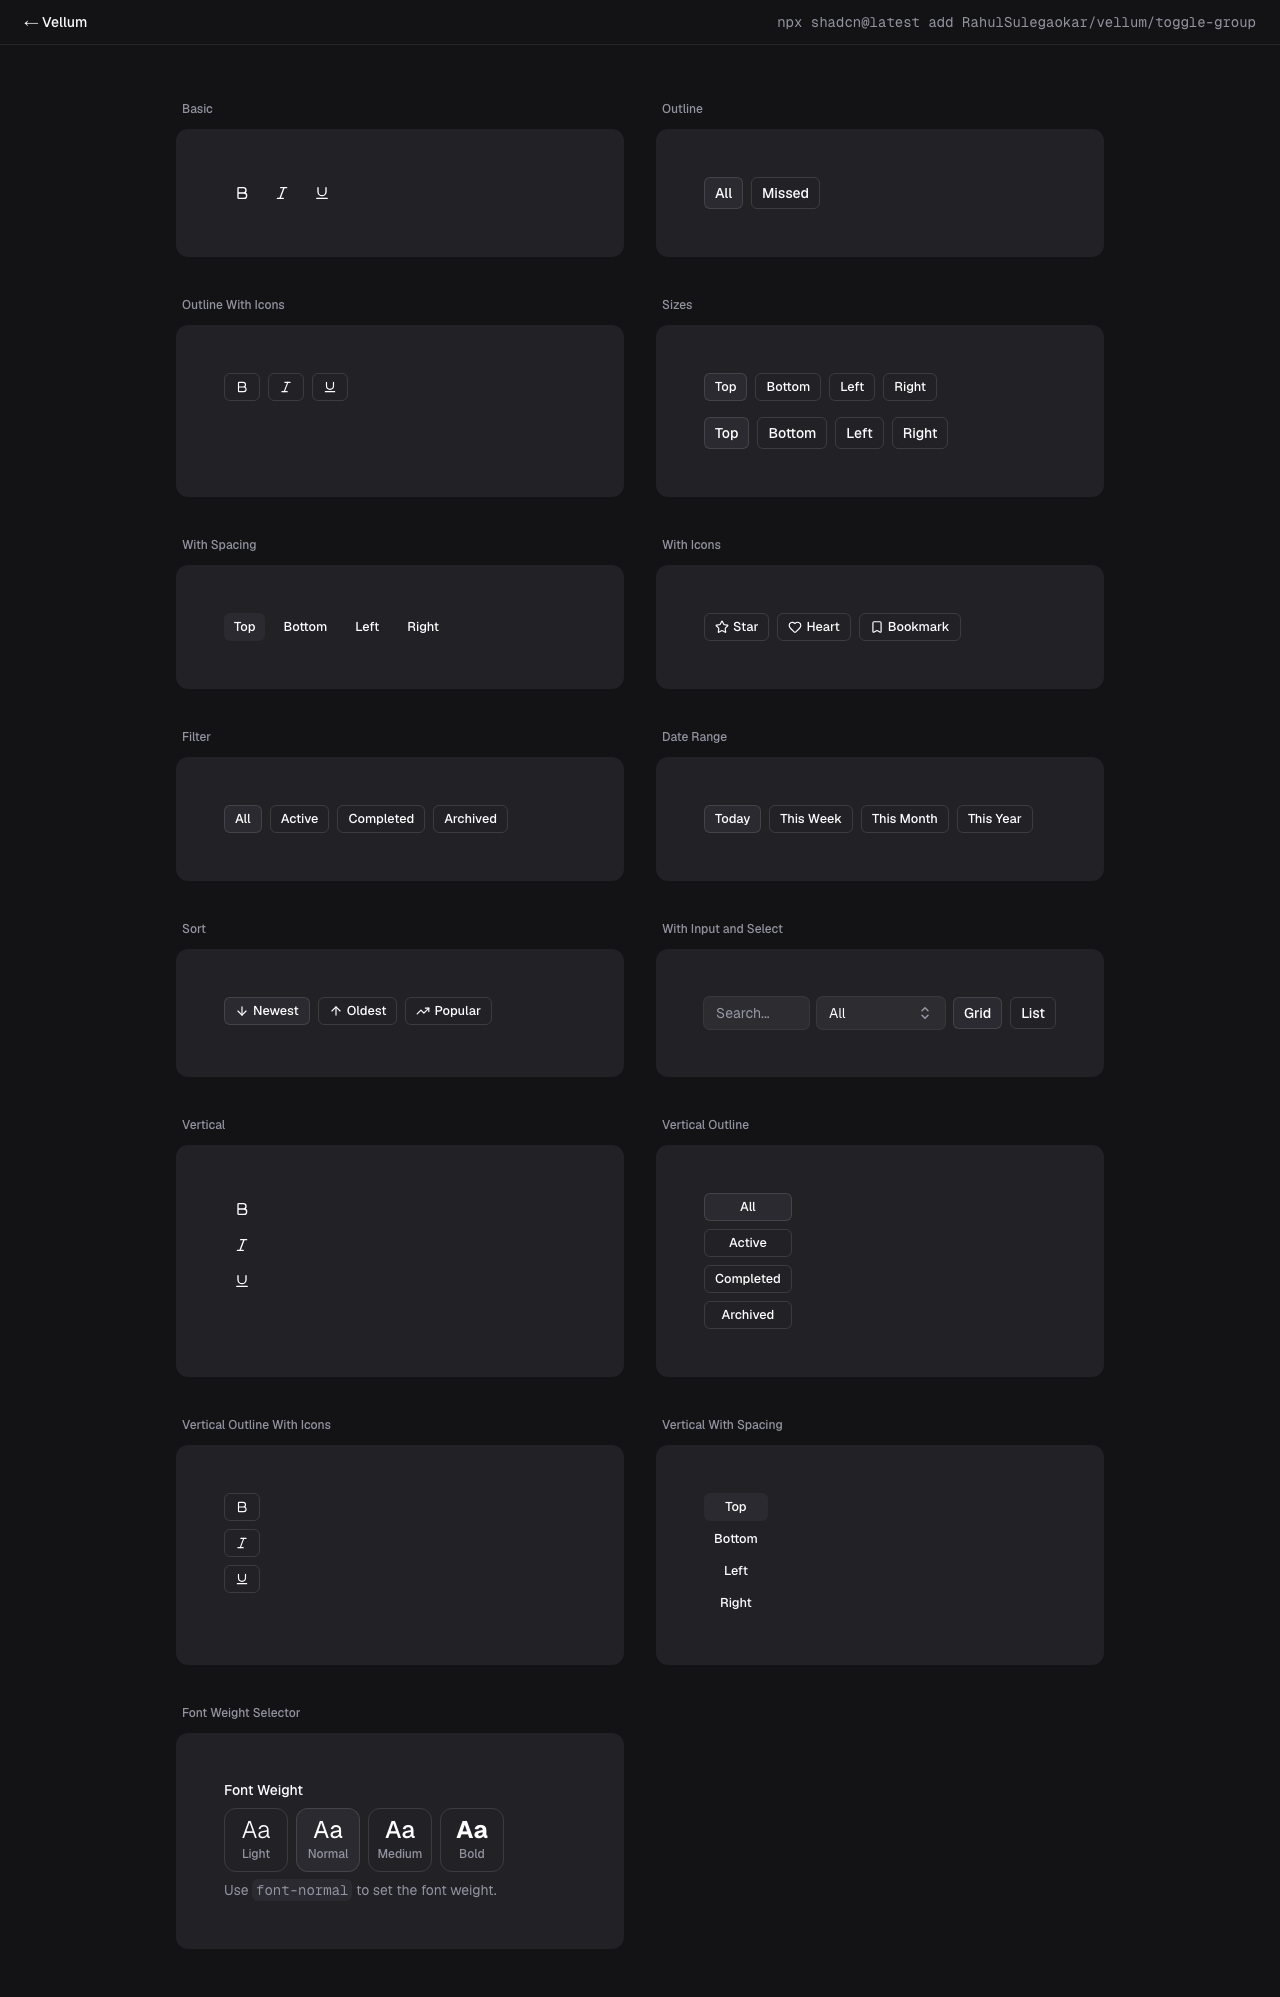 ← Vellum
npx shadcn@latest add RahulSulegaokar/vellum/toggle-group
Basic
B I U
Outline
All Missed
Outline With Icons
B I U
Sizes
Top Bottom Left Right
Top Bottom Left Right
With Spacing
Top Bottom Left Right
With Icons
Star Heart Bookmark
Filter
All Active Completed Archived
Date Range
Today This Week This Month This Year
Sort
Newest Oldest Popular
With Input and Select
Search... All Grid List
Vertical
B
I
U
Vertical Outline
All
Active
Completed
Archived
Vertical Outline With Icons
B
I
U
Vertical With Spacing
Top
Bottom
Left
Right
Font Weight Selector
Font Weight
Aa Aa Aa Aa
Light Normal Medium Bold
Use font-normal to set the font weight.